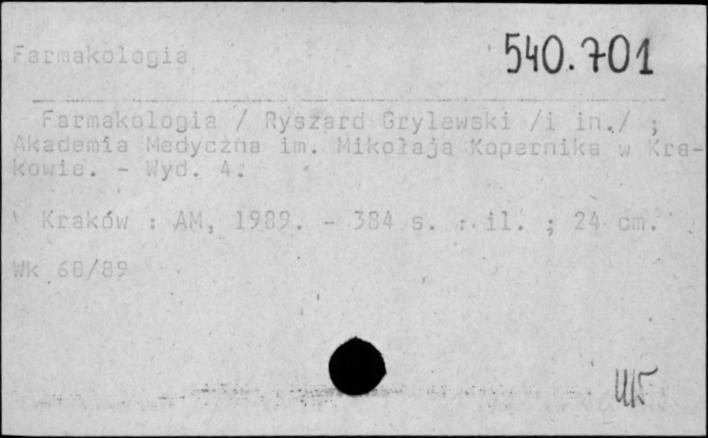 540.701
Farmakologia
Farmakologia / Ryszard Grylewski /i in./ ;
Akademia Medyczna im. Mikołaja Kopernika w Kra-
kowie. - Wyd. 4.
Kraków : AM, 1989. - 384 s. : il. ; 24 cm.
Wk 68/89